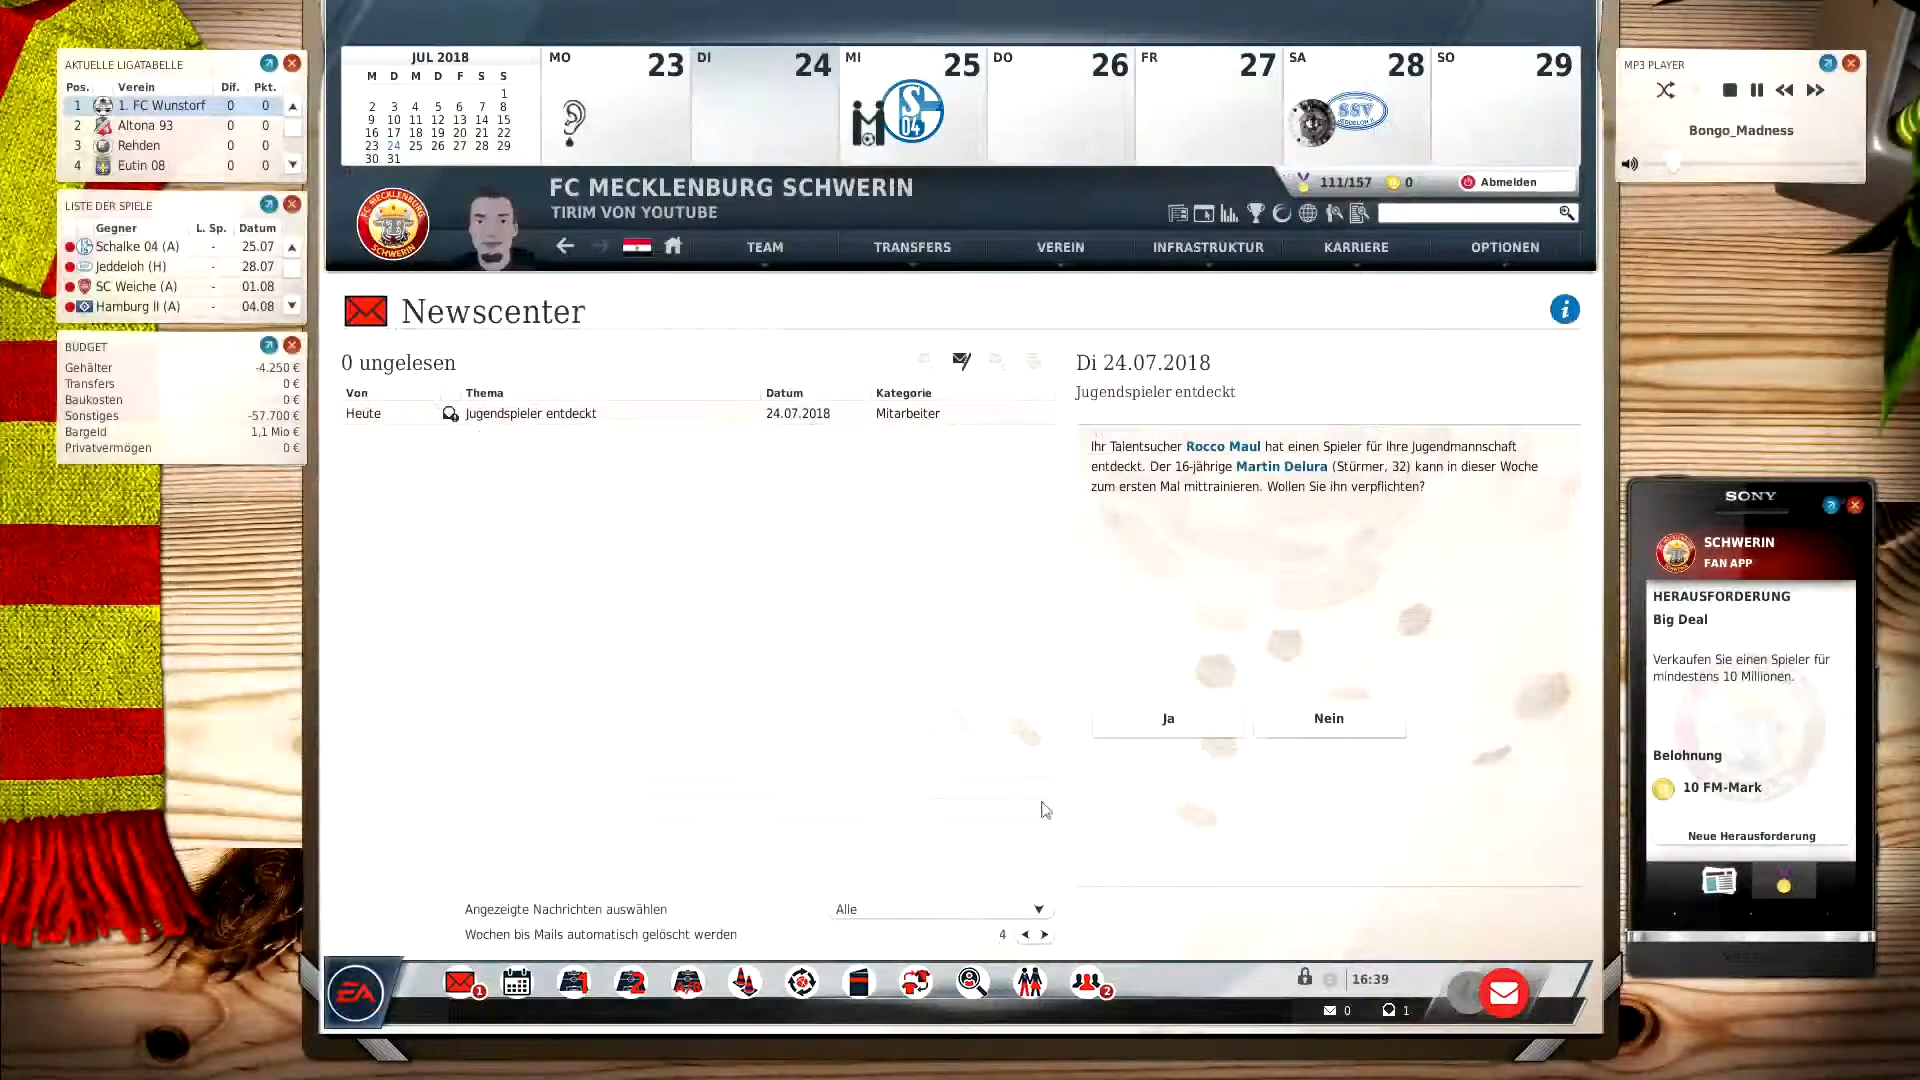 AKTUELLE LIGATABELLE
Pos. Verein Dif. Pkt.
1 1. FC Wunstorf 0 0
2 Altona 93 0 0
3 Rehden 0 0
4 Eutin 08 0 0
LISTE DER SPIELE
Gegner L. Sp. Datum
Schalke 04 (A) - 25.07
Jeddeloh (H) - 28.07
SC Weiche (A) - 01.08
Hamburg II (A) - 04.08
BUDGET
Gehälter -4.250 €
Transfers 0 €
Baukosten 0 €
Sonstiges -57.700 €
Bargeld 1,1 Mio €
Privatvermögen 0 €
JUL 2018
M D M D F S S
1
2 3 4 5 6 7 8
9 10 11 12 13 14 15
16 17 18 19 20 21 22
23 24 25 26 27 28 29
30 31
MO 23
DI 24
MI 25
DO 26
FR 27
SA 28
SO 29
S 04
SSV
JEDDELOH
FC MECKLENBURG SCHWERIN
TIRIM VON YOUTUBE
111/157 0 Abmelden
FC MECKLENBURG
SCHWERIN
TEAM TRANSFERS VEREIN INFRASTRUKTUR KARRIERE OPTIONEN
Newscenter
0 ungelesen
Von Thema Datum Kategorie
Heute Jugendspieler entdeckt 24.07.2018 Mitarbeiter
Di 24.07.2018
Jugendspieler entdeckt
Ihr Talentsucher Rocco Maul hat einen Spieler für Ihre Jugendmannschaft
entdeckt. Der 16-jährige Martin Delura (Stürmer, 32) kann in dieser Woche
zum ersten Mal mittrainieren. Wollen Sie ihn verpflichten?
Ja Nein
Angezeigte Nachrichten auswählen Alle
Wochen bis Mails automatisch gelöscht werden 4
EA
1
1
2
A/B
2
16:39
0 1
MP3 PLAYER
Bongo_Madness
SONY
SCHWERIN
FAN APP
HERAUSFORDERUNG
Big Deal
Verkaufen Sie einen Spieler für
mindestens 10 Millionen.
Belohnung
10 FM-Mark
Neue Herausforderung